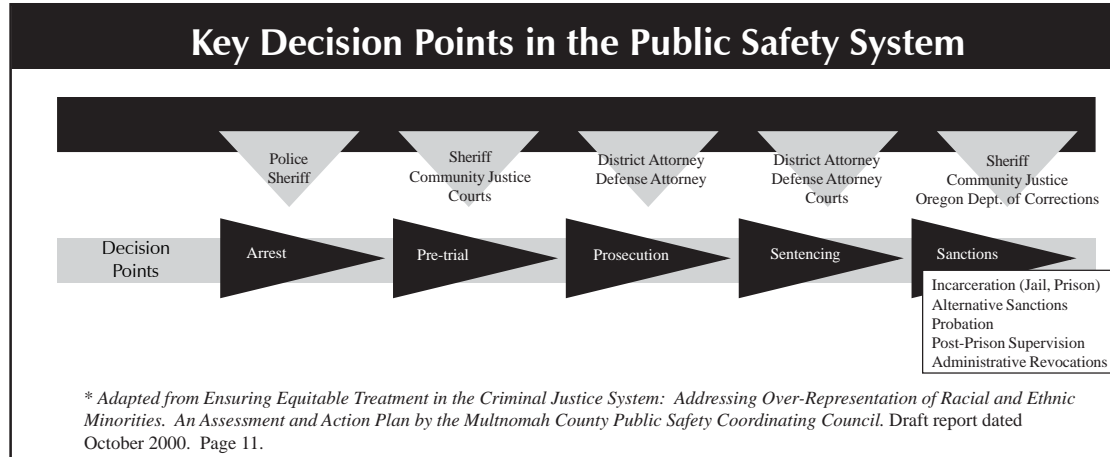 Key Decision Points in the Public Safety System
Police
Sheriff
Sheriff
Community Justice
Courts
District Attorney
Defense Attorney
District Attorney
Defense Attorney
Courts
Sheriff
Community Justice
Oregon Dept. of Corrections
Decision
Points
Arrest
Pre-trial
Prosecution
Sentencing
Sanctions
Incarceration (Jail, Prison)
Alternative Sanctions
Probation
Post-Prison Supervision
Administrative Revocations
* Adapted from Ensuring Equitable Treatment in the Criminal Justice System: Addressing Over-Representation of Racial and Ethnic
Minorities. An Assessment and Action Plan by the Multnomah County Public Safety Coordinating Council. Draft report dated
October 2000. Page 11.